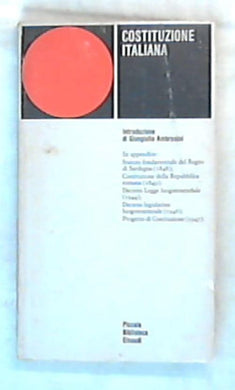 COSTITUZIONE
ITALIANA
Introduzione
di Giangiulio Ambrosini
In appendice:
Statuto fondamentale del Regno
di Sardegna (1848);
Costituzione della Repubblica
romana (1849);
Decreto Legge luogotenenziale
(1944);
Decreto legislativo
luogotenenziale (1946);
Progetto di Costituzione (1947).
Piccola
Biblioteca
Einaudi